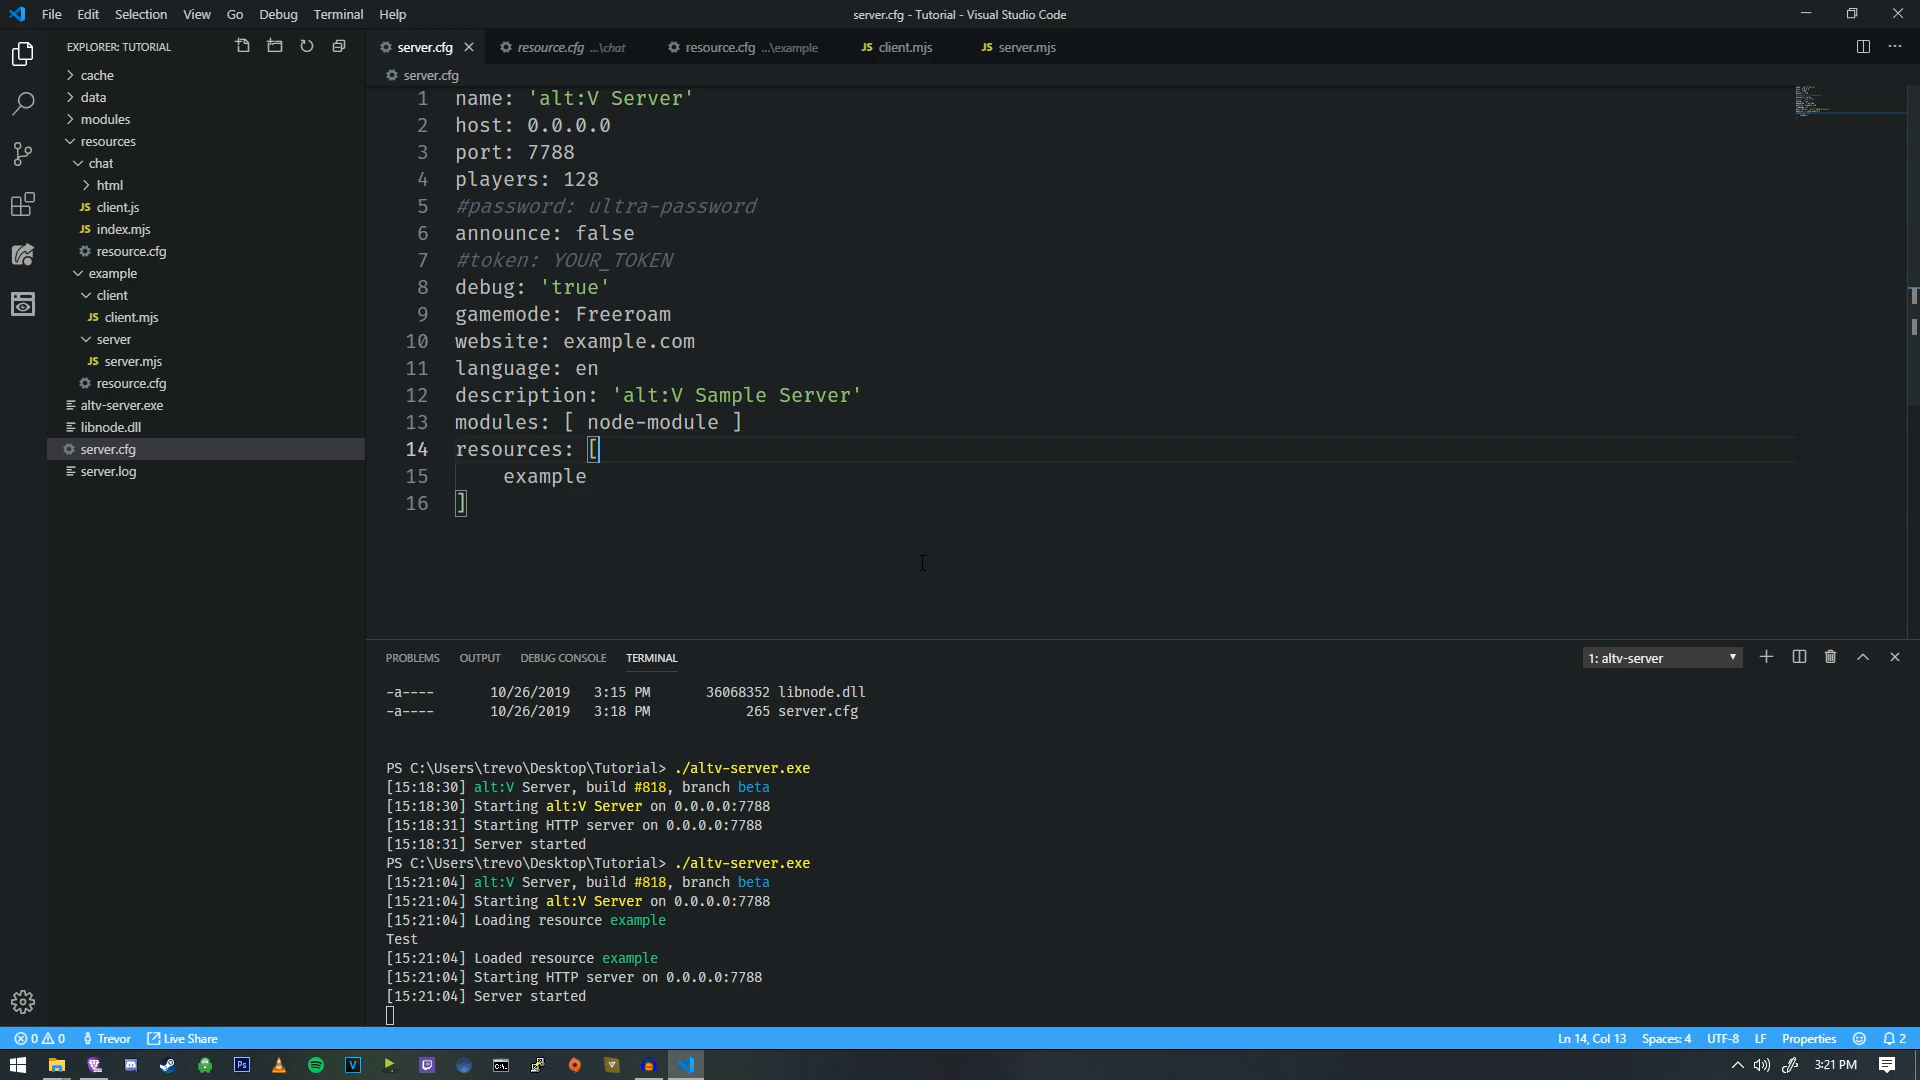 File Edit Selection View Go Debug Terminal Help
server.cfg - Tutorial - Visual Studio Code
EXPLORER: TUTORIAL
cache
data
modules
resources
chat
html
JS client.js
JS index.mjs
resource.cfg
example
client
JS client.mjs
server
JS server.mjs
resource.cfg
altv-server.exe
libnode.dll
server.cfg
server.log
server.cfg resource.cfg ...\chat resource.cfg ...\example JS client.mjs JS server.mjs
server.cfg
1 name: 'alt:V Server'
2 host: 0.0.0.0
3 port: 7788
4 players: 128
5 #password: ultra-password
6 announce: false
7 #token: YOUR_TOKEN
8 debug: 'true'
9 gamemode: Freeroam
10 website: example.com
11 language: en
12 description: 'alt:V Sample Server'
13 modules: [ node-module ]
14 resources: [
15 example
16 ]
PROBLEMS OUTPUT DEBUG CONSOLE TERMINAL
1: altv-server
-a---- 10/26/2019 3:15 PM 36068352 libnode.dll
-a---- 10/26/2019 3:18 PM 265 server.cfg
PS C:\Users\trevo\Desktop\Tutorial> ./altv-server.exe
[15:18:30] alt:V Server, build #818, branch beta
[15:18:30] Starting alt:V Server on 0.0.0.0:7788
[15:18:31] Starting HTTP server on 0.0.0.0:7788
[15:18:31] Server started
PS C:\Users\trevo\Desktop\Tutorial> ./altv-server.exe
[15:21:04] alt:V Server, build #818, branch beta
[15:21:04] Starting alt:V Server on 0.0.0.0:7788
[15:21:04] Loading resource example
Test
[15:21:04] Loaded resource example
[15:21:04] Starting HTTP server on 0.0.0.0:7788
[15:21:04] Server started
0 0 Trevor Live Share
Ln 14, Col 13 Spaces: 4 UTF-8 LF Properties 2
Ps V
3:21 PM